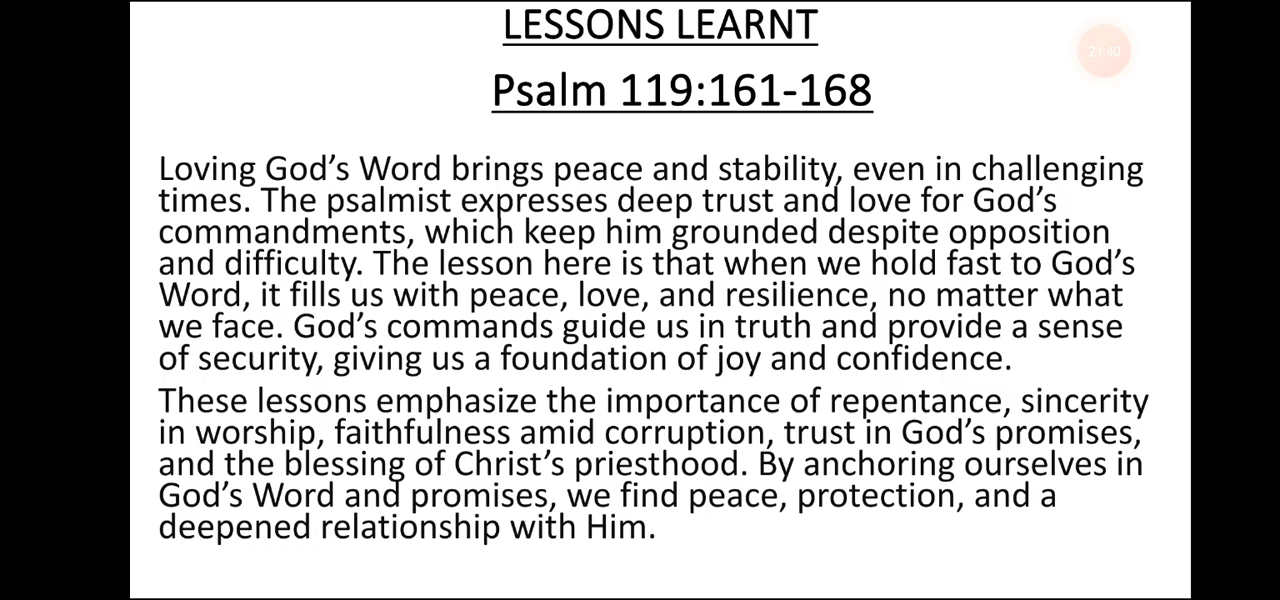 LESSONS LEARNT
21:40
Psalm 119:161-168
Loving God’s Word brings peace and stability, even in challenging
times. The psalmist expresses deep trust and love for God’s
commandments, which keep him grounded despite opposition
and difficulty. The lesson here is that when we hold fast to God’s
Word, it fills us with peace, love, and resilience, no matter what
we face. God’s commands guide us in truth and provide a sense
of security, giving us a foundation of joy and confidence.
These lessons emphasize the importance of repentance, sincerity
in worship, faithfulness amid corruption, trust in God’s promises,
and the blessing of Christ’s priesthood. By anchoring ourselves in
God’s Word and promises, we find peace, protection, and a
deepened relationship with Him.